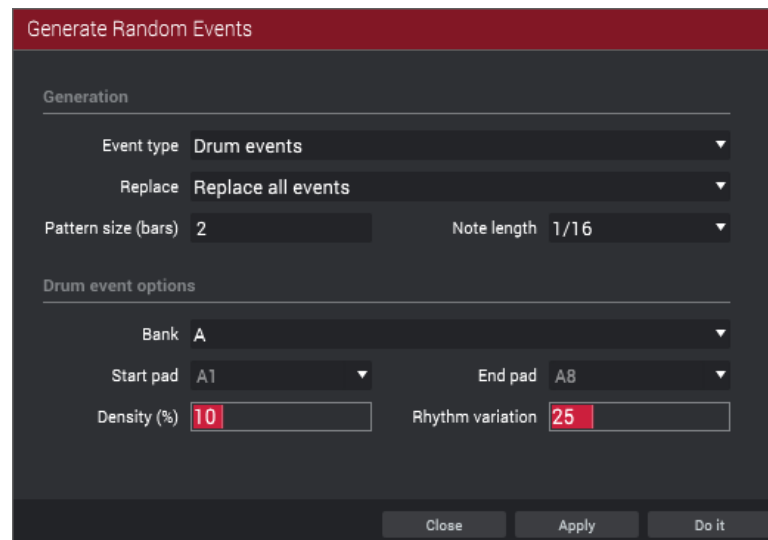 Generate Random Events
Generation
Event type Drum events
Replace Replace all events
Pattern size (bars) 2 Note length 1/16
Drum event options
Bank A
Start pad A1 End pad A8
Density (%) 10 Rhythm variation 25
Close Apply Do it